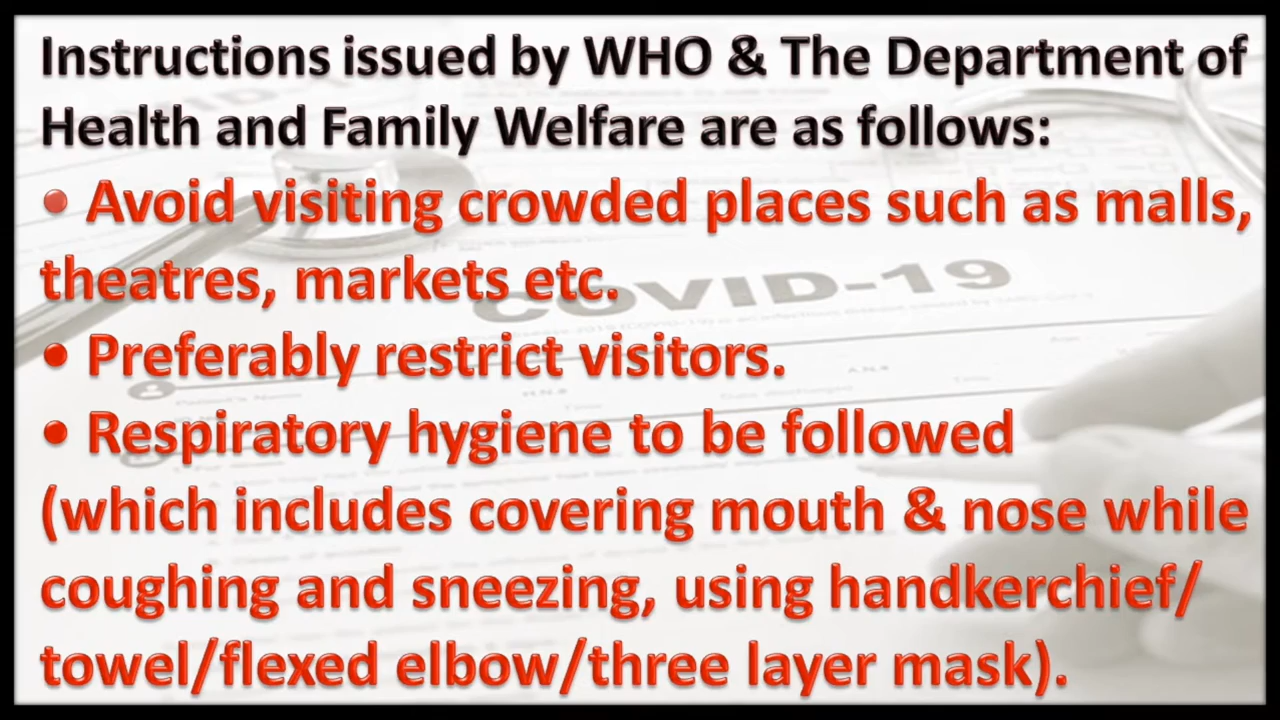 Instructions issued by WHO & The Department of
Health and Family Welfare are as follows:
• Avoid visiting crowded places such as malls,
theatres, markets etc.
COVID-19
• Preferably restrict visitors.
• Respiratory hygiene to be followed
(which includes covering mouth & nose while
coughing and sneezing, using handkerchief/
towel/flexed elbow/three layer mask).